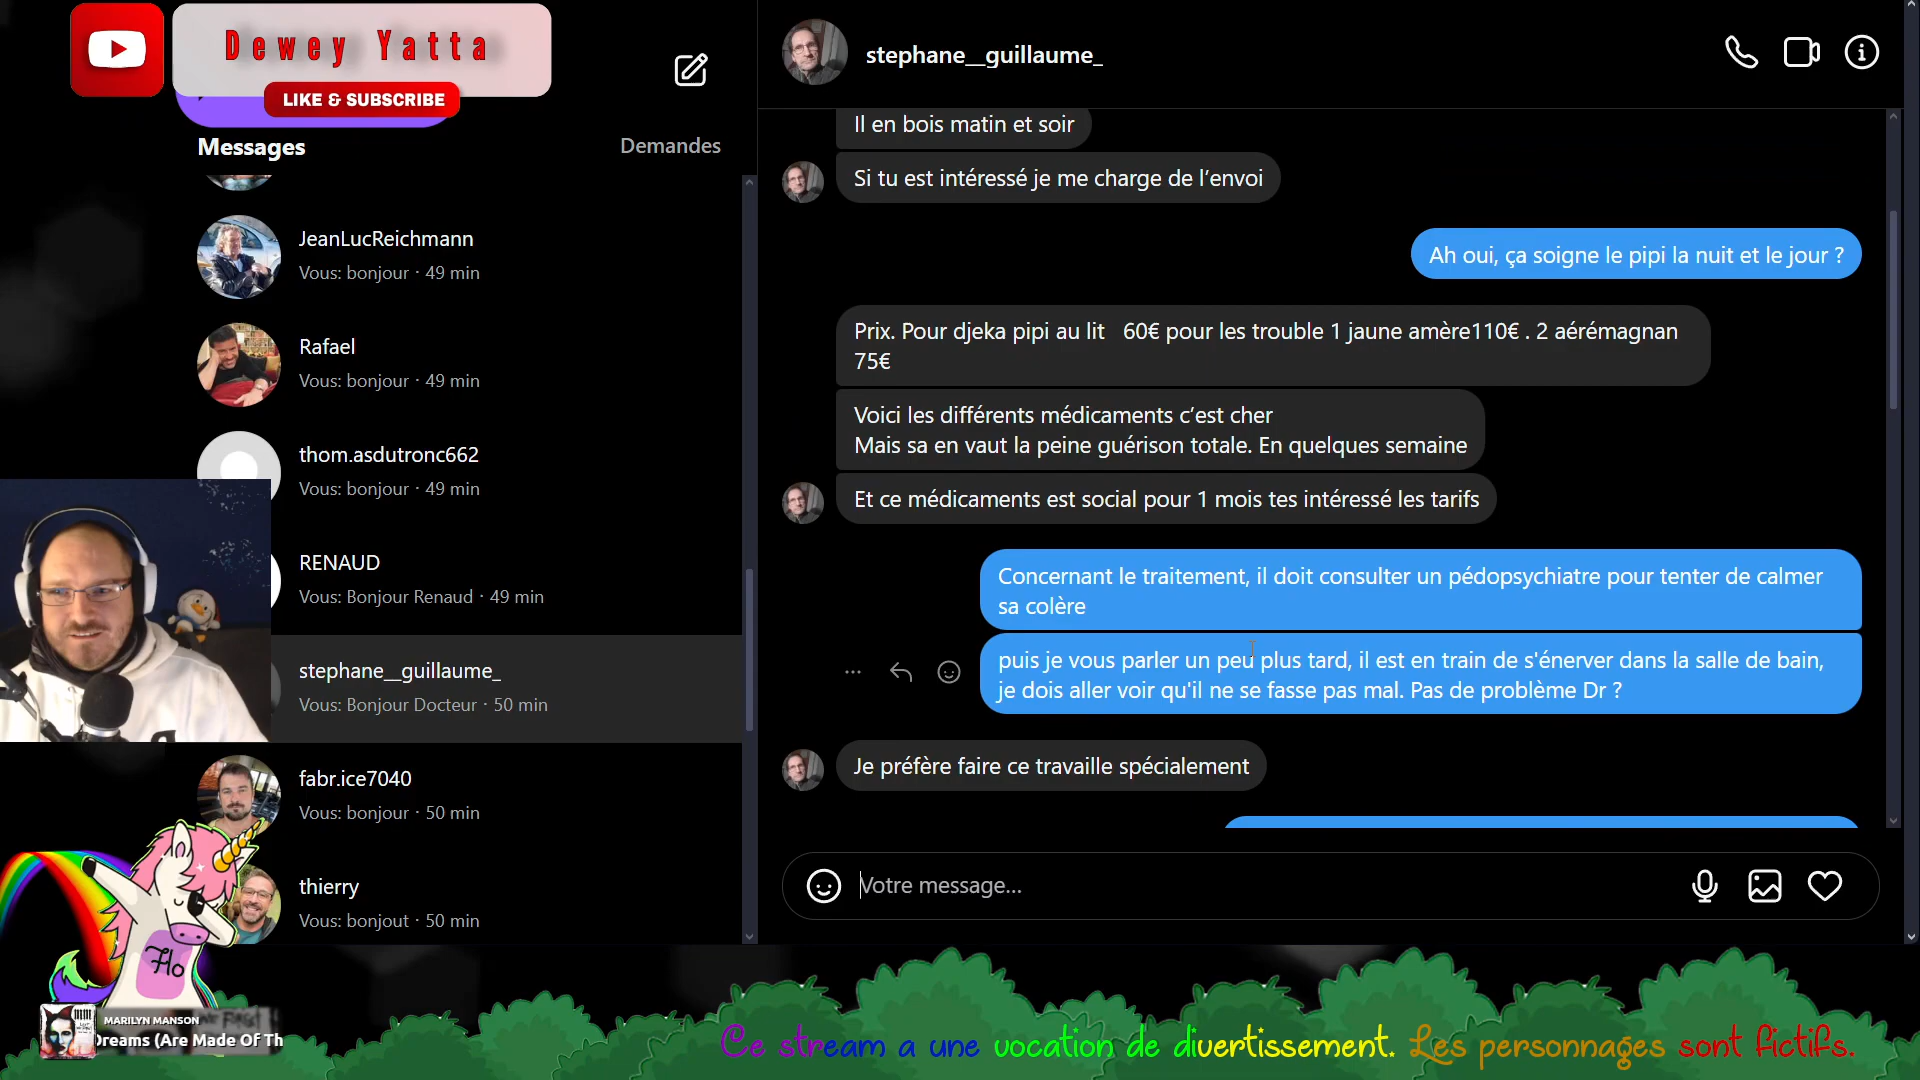 Dewey Yatta
LIKE & SUBSCRIBE
Messages
Demandes
JeanLucReichmann
Vous: bonjour · 49 min
Rafael
Vous: bonjour · 49 min
thom.asdutronc662
Vous: bonjour · 49 min
RENAUD
Vous: Bonjour Renaud · 49 min
stephane__guillaume_
Vous: Bonjour Docteur · 50 min
fabr.ice7040
Vous: bonjour · 50 min
thierry
Vous: bonjout · 50 min
stephane__guillaume_
Il en bois matin et soir
Si tu est intéressé je me charge de l’envoi
Ah oui, ça soigne le pipi la nuit et le jour ?
Prix. Pour djeka pipi au lit   60€ pour les trouble 1 jaune amère110€ . 2 aérémagnan
75€
Voici les différents médicaments c’est cher
Mais sa en vaut la peine guérison totale. En quelques semaine
Et ce médicaments est social pour 1 mois tes intéressé les tarifs
Concernant le traitement, il doit consulter un pédopsychiatre pour tenter de calmer
sa colère
puis je vous parler un peu plus tard, il est en train de s'énerver dans la salle de bain,
je dois aller voir qu'il ne se fasse pas mal. Pas de problème Dr ?
Je préfère faire ce travaille spécialement
Votre message...
Flo
MARILYN MANSON
Dreams (Are Made Of Th
Ce stream a une vocation de divertissement. Les personnages sont fictifs.